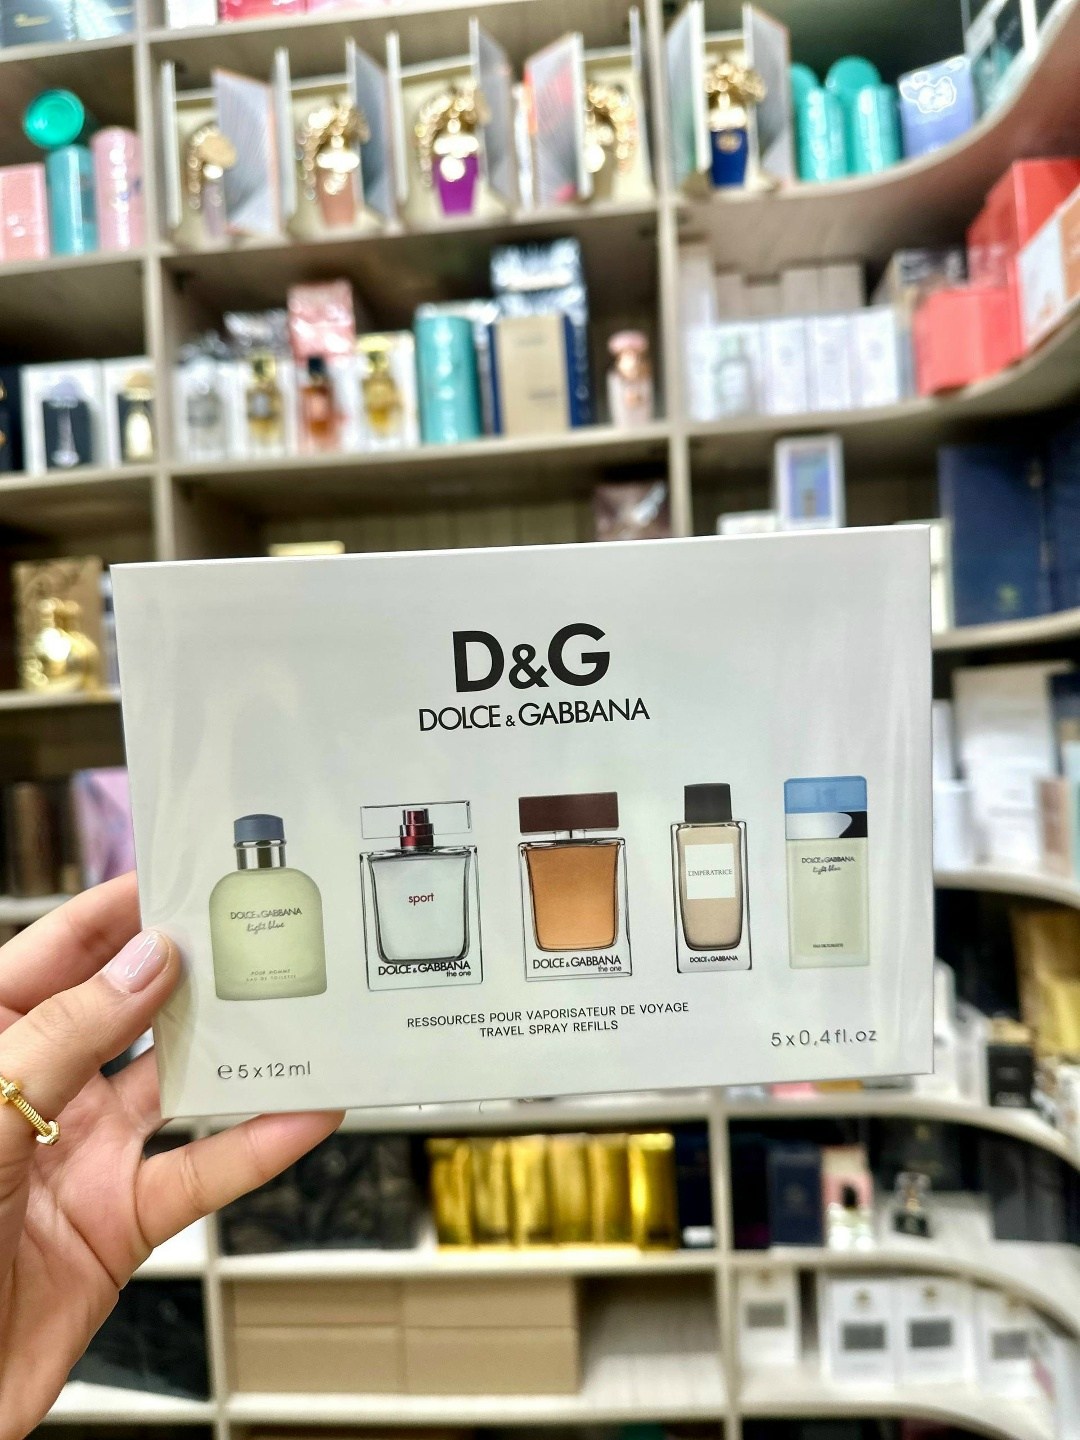 D&G
DOLCE & GABBANA
DOLCE & GABBANA
light blue
POUR HOMME
EAU DE TOILETTE
sport
DOLCE & GABBANA
the one
DOLCE & GABBANA
the one
L'IMPÉRATRICE
DOLCE & GABBANA
DOLCE & GABBANA
light blue
EAU DE TOILETTE
RESSOURCES POUR VAPORISATEUR DE VOYAGE
TRAVEL SPRAY REFILLS
e 5 x 12 ml
5 x 0,4 fl.oz